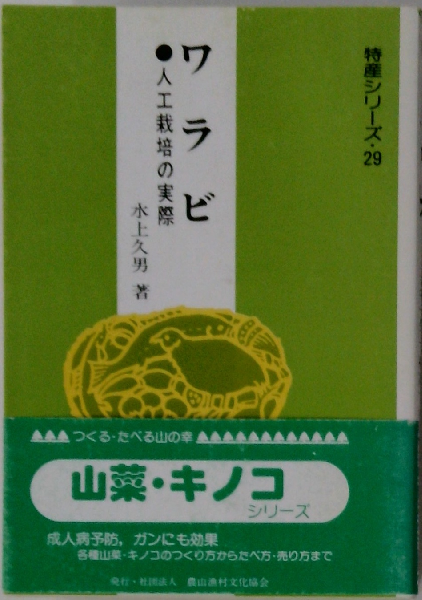 特産シリーズ・29
ワラビ
●人工栽培の実際
水上久男 著
つくる・たべる山の幸
山菜・キノコ
シリーズ
成人病予防,ガンにも効果
各種山菜・キノコのつくり方からたべ方・売り方まで
発行・社団法人 農山漁村文化協会